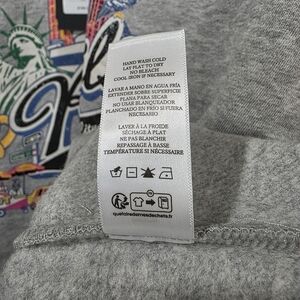 HAND WASH COLD
LAY FLAT TO DRY
NO BLEACH
COOL IRON IF NECESSARY
LAVAR A MANO EN AGUA FRÍA
EXTENDER SOBRE SUPERFICIE
PLANA PARA SECAR
NO USAR BLANQUEADOR
PLANCHADO EN FRÍO SI FUERA
NECESARIO
LAVER À LA FROIDE
SÉCHAGE À PLAT
NE PAS BLANCHIR
REPASSAGE À BASSE
TEMPÉRATURE SI NÉCESSAIRE
FR
quefairedemesdechets.fr